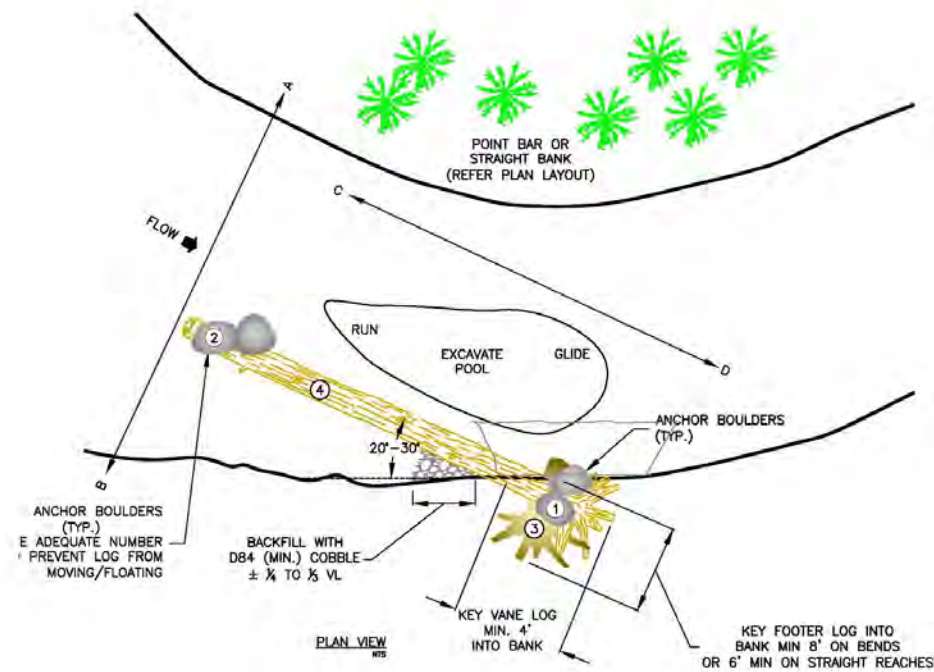 A
POINT BAR OR
STRAIGHT BANK
(REFER PLAN LAYOUT)
C
FLOW
2
RUN
EXCAVATE
POOL
GLIDE
D
4
ANCHOR BOULDERS
(TYP.)
20°-30°
B
1
3
ANCHOR BOULDERS
(TYP.)
E ADEQUATE NUMBER
PREVENT LOG FROM
MOVING/FLOATING
BACKFILL WITH
D84 (MIN.) COBBLE
± ¼ TO ⅓ VL
KEY VANE LOG
MIN. 4'
INTO BANK
KEY FOOTER LOG INTO
BANK MIN 8' ON BENDS
OR 6' MIN ON STRAIGHT REACHES
PLAN VIEW
NTS